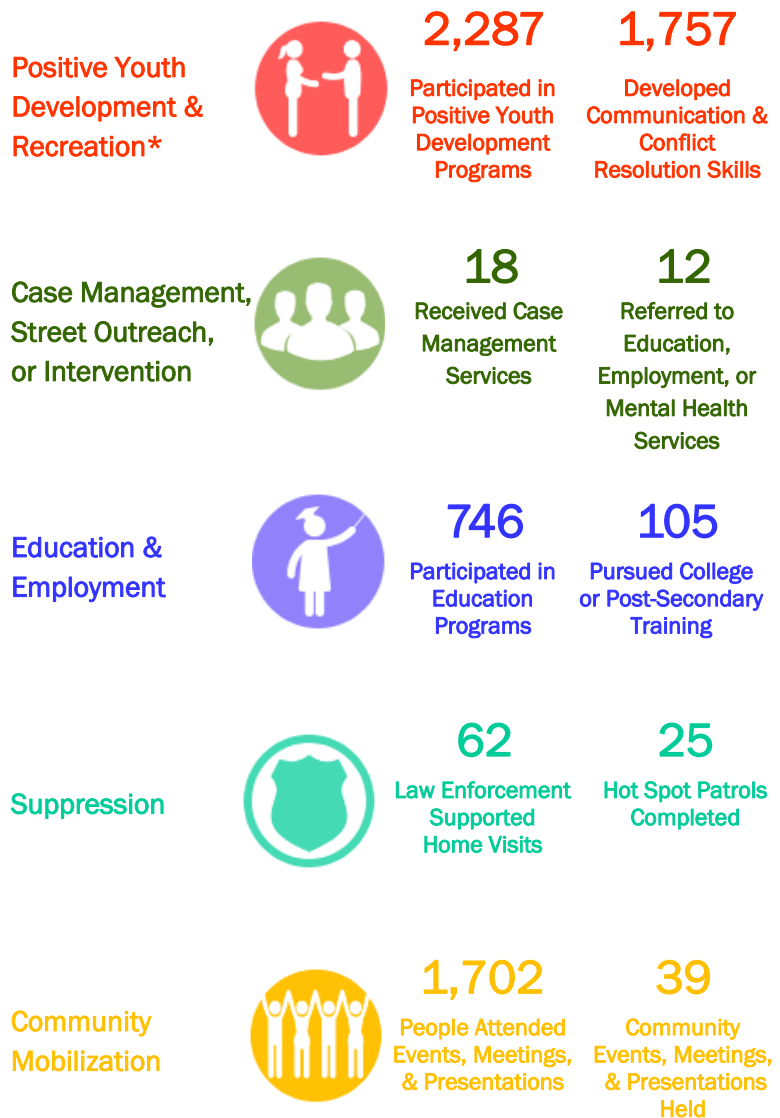 Positive Youth
Development &
Recreation*
2,287
Participated in
Positive Youth
Development
Programs
1,757
Developed
Communication &
Conflict
Resolution Skills
Case Management,
Street Outreach,
or Intervention
18
Received Case
Management
Services
12
Referred to
Education,
Employment, or
Mental Health
Services
Education &
Employment
746
Participated in
Education
Programs
105
Pursued College
or Post-Secondary
Training
Suppression
62
Law Enforcement
Supported
Home Visits
25
Hot Spot Patrols
Completed
Community
Mobilization
1,702
People Attended
Events, Meetings,
& Presentations
39
Community
Events, Meetings,
& Presentations
Held